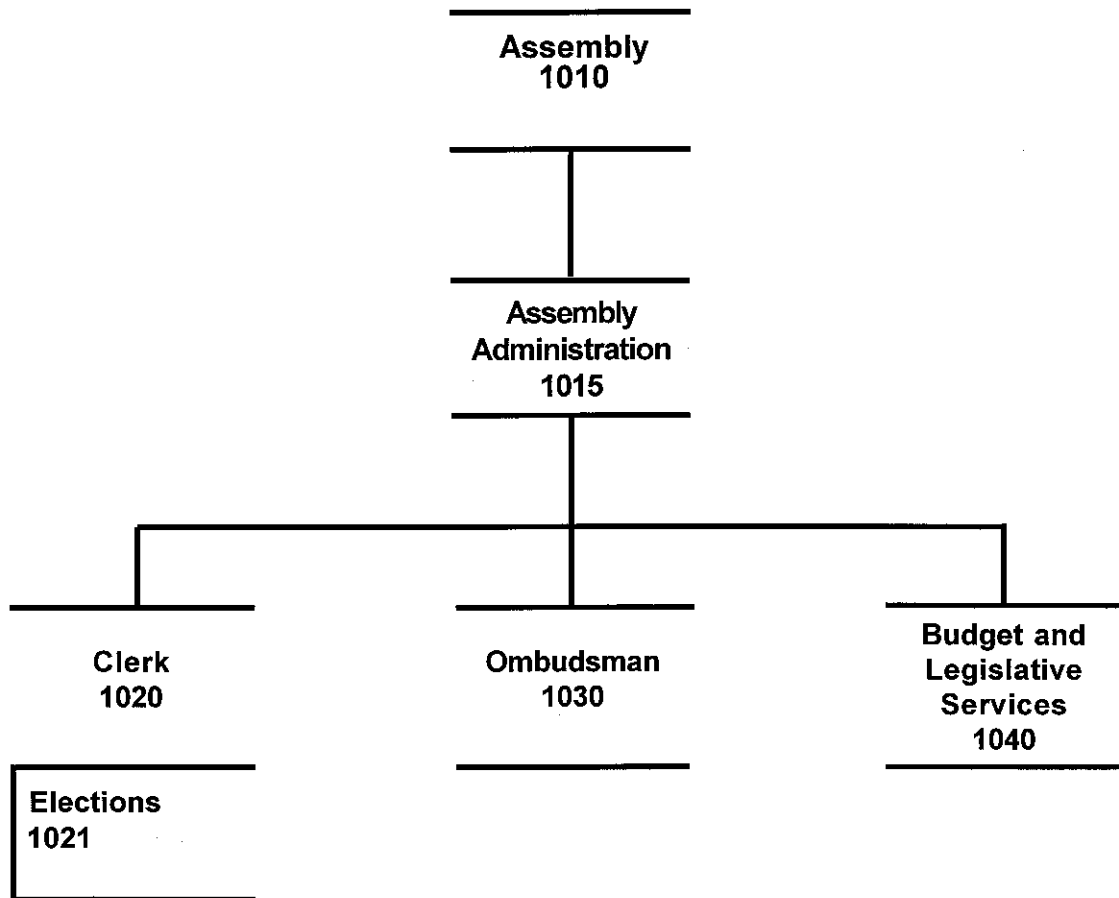 Assembly
1010
Assembly
Administration
1015
Clerk
1020
Ombudsman
1030
Budget and
Legislative
Services
1040
Elections
1021